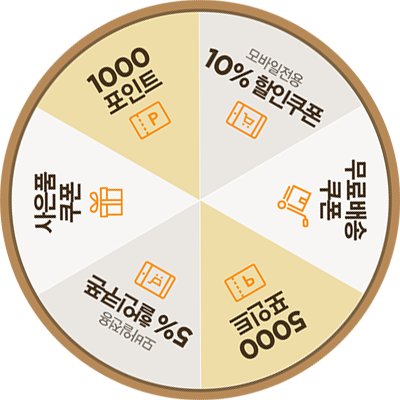 1000
포인트
P
모바일전용
10% 할인쿠폰
무료배송
쿠폰
5000
포인트
P
모바일전용
5% 할인쿠폰
사은품
쿠폰